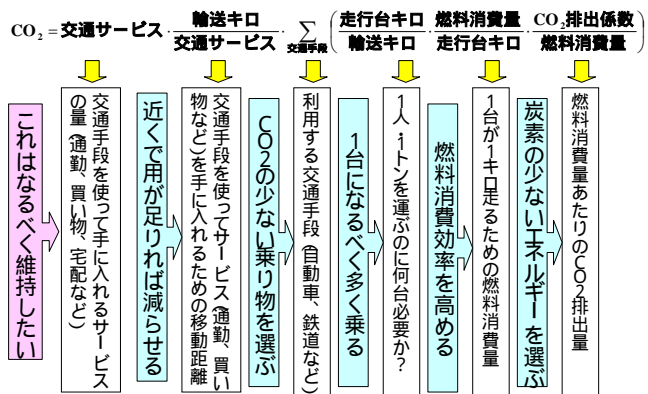 CO₂ = 交通サービス・輸送キロ/交通サービス・∑交通手段(走行台キロ/輸送キロ・燃料消費量/走行台キロ・CO₂排出係数/燃料消費量)
これはなるべく維持したい
交通手段を使って手に入れるサービス
の量(通勤、買い物、宅配など)
近くで用が足りれば減らせる
交通手段を使ってサービス(通勤、買い
物など)を手に入れるための移動距離
CO2の少ない乗り物を選ぶ
利用する交通手段(自動車、鉄道など)
1台になるべく多く乗る
1人・1トンを運ぶのに何台必要か?
燃料消費効率を高める
1台が1キロ走るための燃料消費量
炭素の少ないエネルギーを選ぶ
燃料消費量あたりのCO2排出量